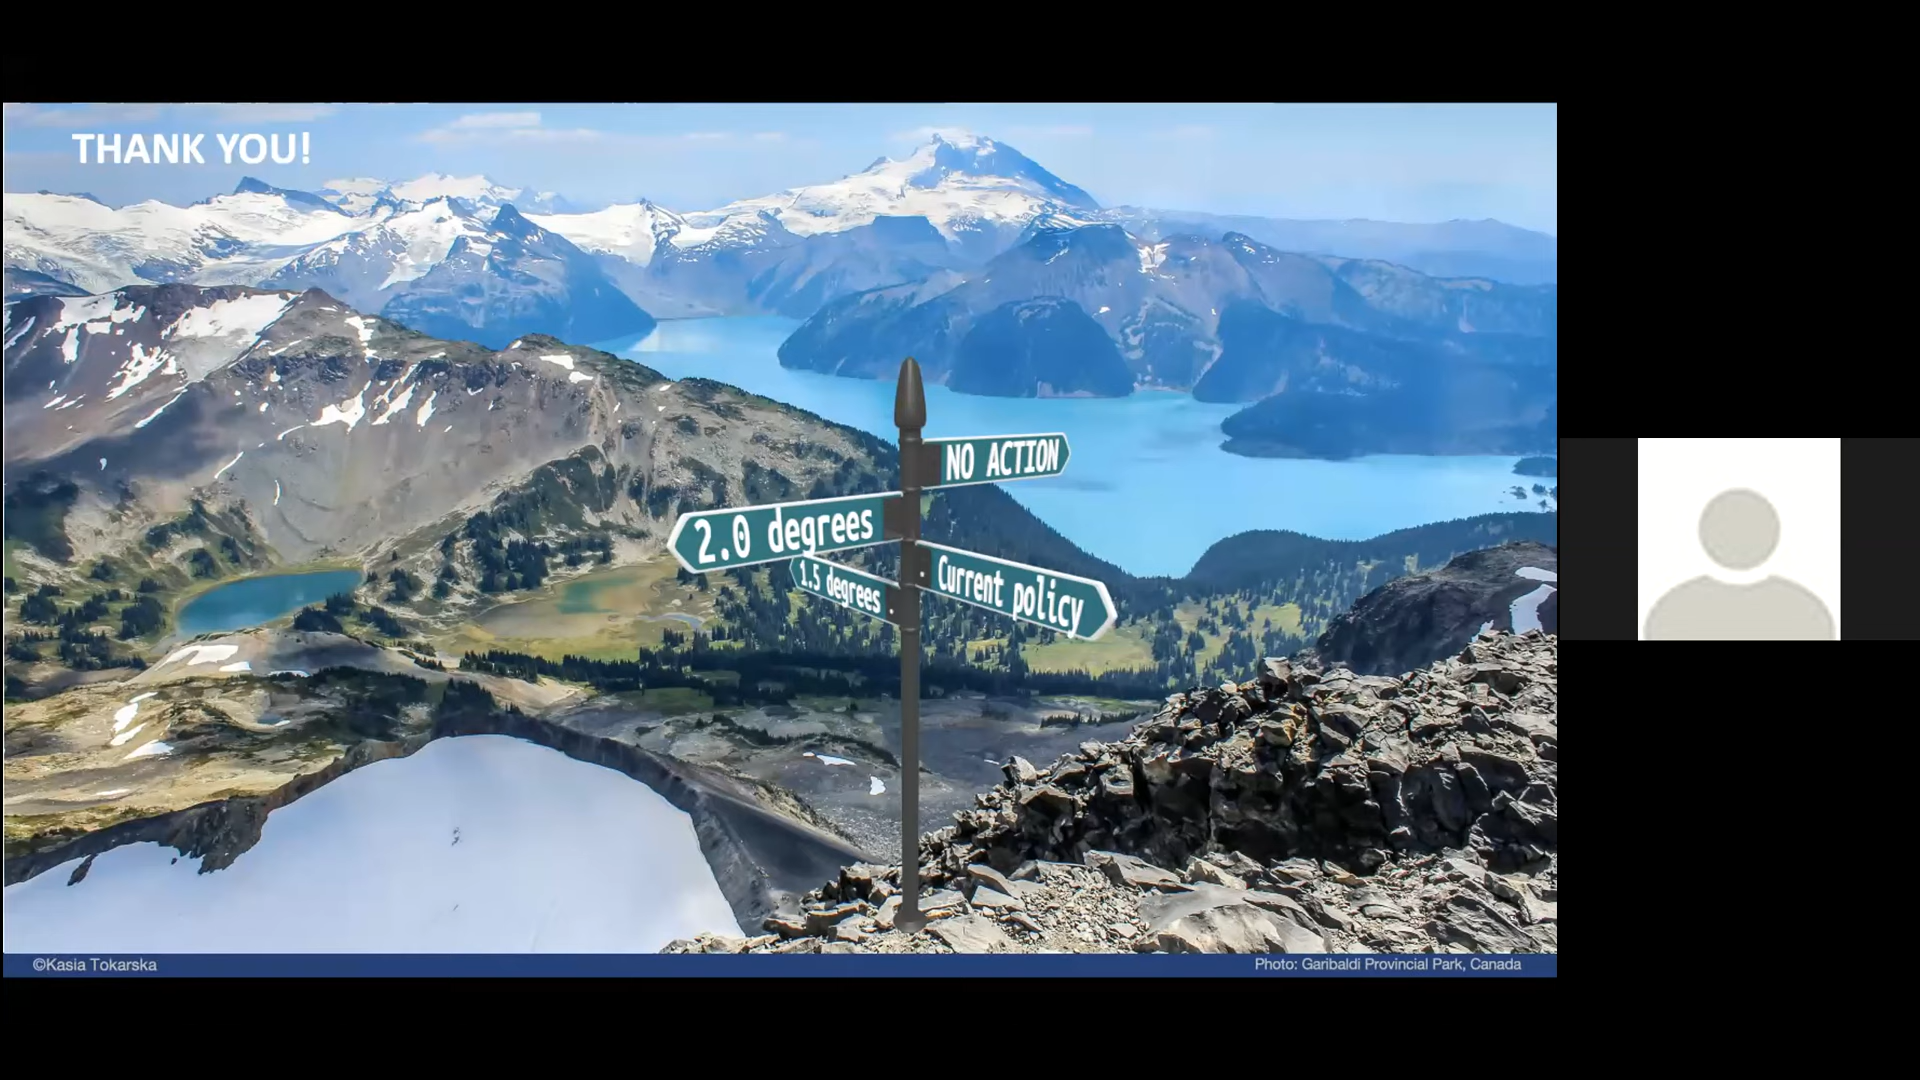 THANK YOU!
NO ACTION
2.0 degrees
1.5 degrees
Current policy
©Kasia Tokarska
Photo: Garibaldi Provincial Park, Canada